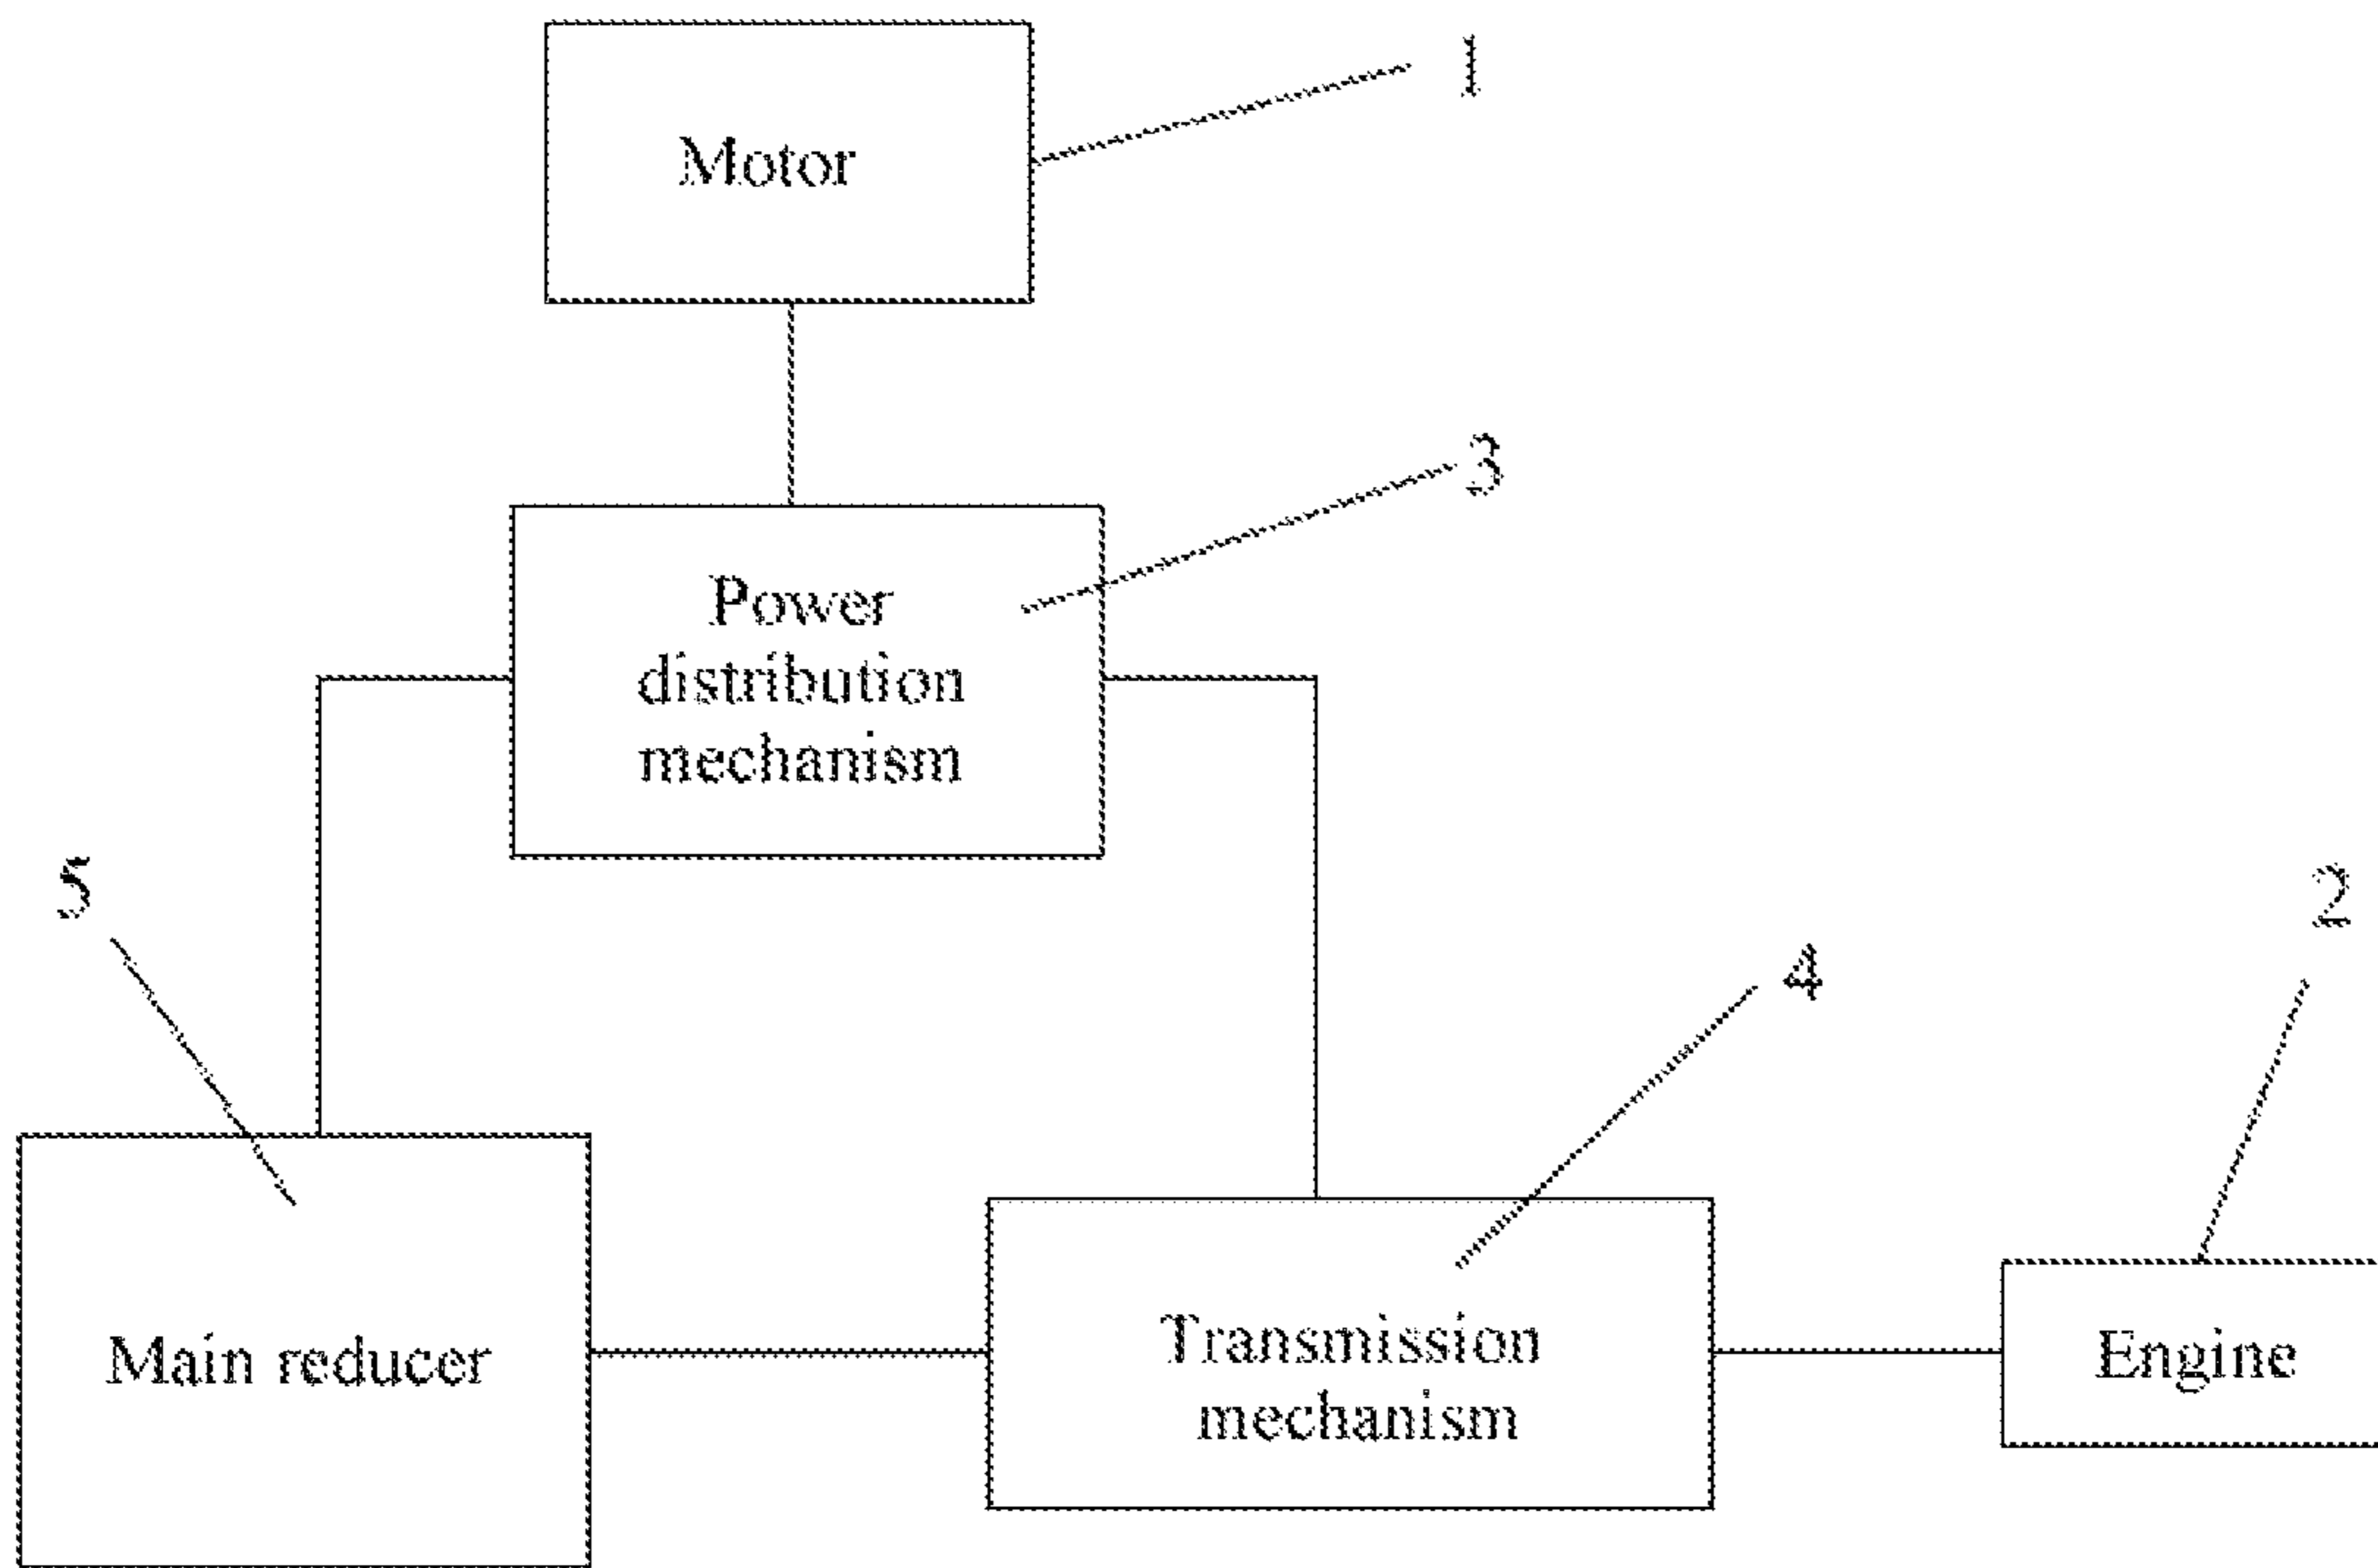 Motor
1
3
Power
distribution
mechanism
5
4
2
Main reducer
Transmission
mechanism
Engine